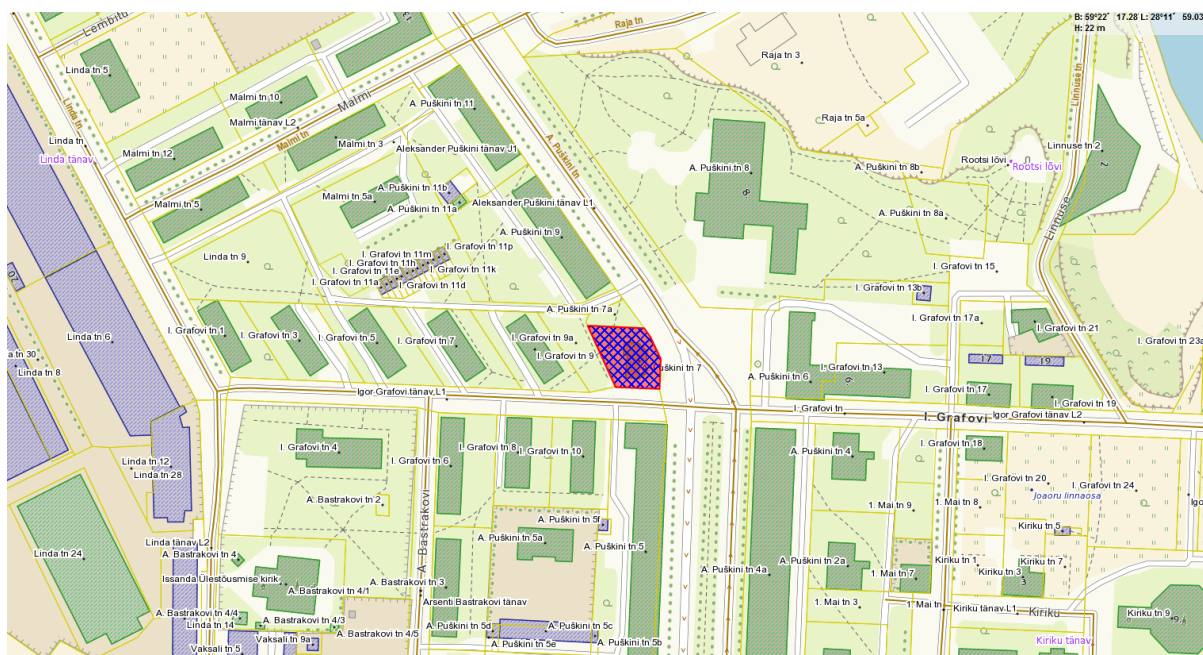 B: 59°22´ 17.28 L: 28°11´ 59.03
H: 22 m
Lembitu
13
Raja tn
Linda tn 5
Raja tn 3
Malmi tn 10
Malmi
A. Puškini tn 11
Linda tn
Linnuse tn
Malmi tänav L2
Raja tn 5a
Linda tn
Malmi tn
Malmi tn 3
A. Puškini tn
Aleksander Puškini tänav J1
Linnuse tn 2
2
Linda tänav
Malmi tn 12
Rootsi lõvi
Rootsi lõvi
A. Puškini tn 8
A. Puškini tn 8b
8
A. Puškini tn 11b
Malmi tn 5a
A. Puškini tn 11a
Aleksander Puškini tänav L1
Malmi tn 5
A. Puškini tn 8a
Linnuse
A. Puškini tn 9
I. Grafovi tn 11p
Linda tn 9
I. Grafovi tn 11m
I. Grafovi tn 11h
I. Grafovi tn 11e
I. Grafovi tn 11k
I. Grafovi tn 11a
I. Grafovi tn 11d
I. Grafovi tn 15
20
I. Grafovi tn 13b
A. Puškini tn 7a
I. Grafovi tn 17a
I. Grafovi tn 21
I. Grafovi tn 1
I. Grafovi tn 3
I. Grafovi tn 5
I. Grafovi tn 7
I. Grafovi tn 9a
Linda tn 6
I. Grafovi tn 23a
a tn 30
I. Grafovi tn 9
17
19
Linda tn 8
uškini tn 7
A. Puškini tn 6
I. Grafovi tn 13
6
I. Grafovi tn 17
I. Grafovi tn 19
Igor Grafovi tänav L1
I. Grafovi tn
I. Grafovi
Igor Grafovi tänav L2
I. Grafovi tn 4
I. Grafovi tn 8
I. Grafovi tn 10
I. Grafovi tn 18
I. Grafovi tn 6
A. Puškini tn 4
Linda tn 12
Linda tn 28
I. Grafovi tn 20
I. Grafovi tn 24
Joaoru linnaosa
A. Bastrakovi tn 2
1. Mai tn 9
1. Mai tn 8
Igo
A. Bastrakovi
A. Puškini tn 5f
Kiriku tn 5
Linda tänav L2
A. Puškini tn 5a
A. Puškini tn 5
Linda tn 24
A. Bastrakovi tn 4
Issanda Ülestõusmise kirik
A. Puškini tn 4a
A. Puškini tn 2a
1. Mai tn 7
Kiriku tn 1
Kiriku tn 7
Kiriku tn 3
3
A. Bastrakovi tn 4/1
A. Bastrakovi tn 3
Arsenti Bastrakovi tänav
1. Mai tn 3
1. Mai tn
Kiriku tänav L1
Kiriku
Kiriku tn 9
9
A. Bastrakovi tn 4/4
Linda tn 14
A. Bastrakovi tn 4/3
A. Bastrakovi tn 4/5
A. Puškini tn 5d
A. Puškini tn 5c
Vaksali tn 9a
Vaksali tn 5
A. Puškini tn 5e
A. Puškini tn 5b
Kiriku tänav